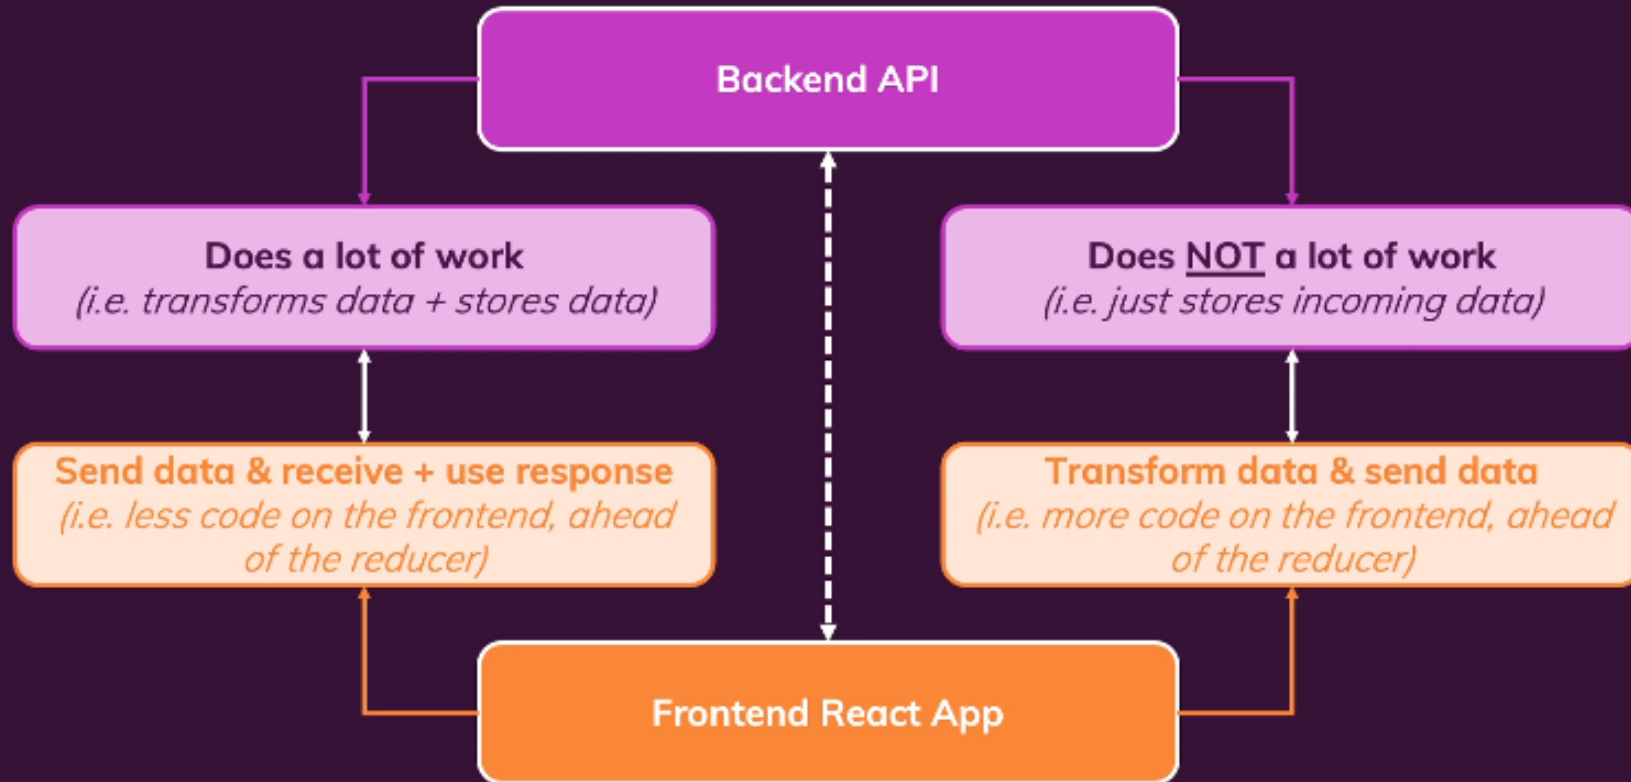 Backend API
Does a lot of work
(i.e. transforms data + stores data)
Does NOT a lot of work
(i.e. just stores incoming data)
Send data & receive + use response
(i.e. less code on the frontend, ahead
of the reducer)
Transform data & send data
(i.e. more code on the frontend, ahead
of the reducer)
Frontend React App